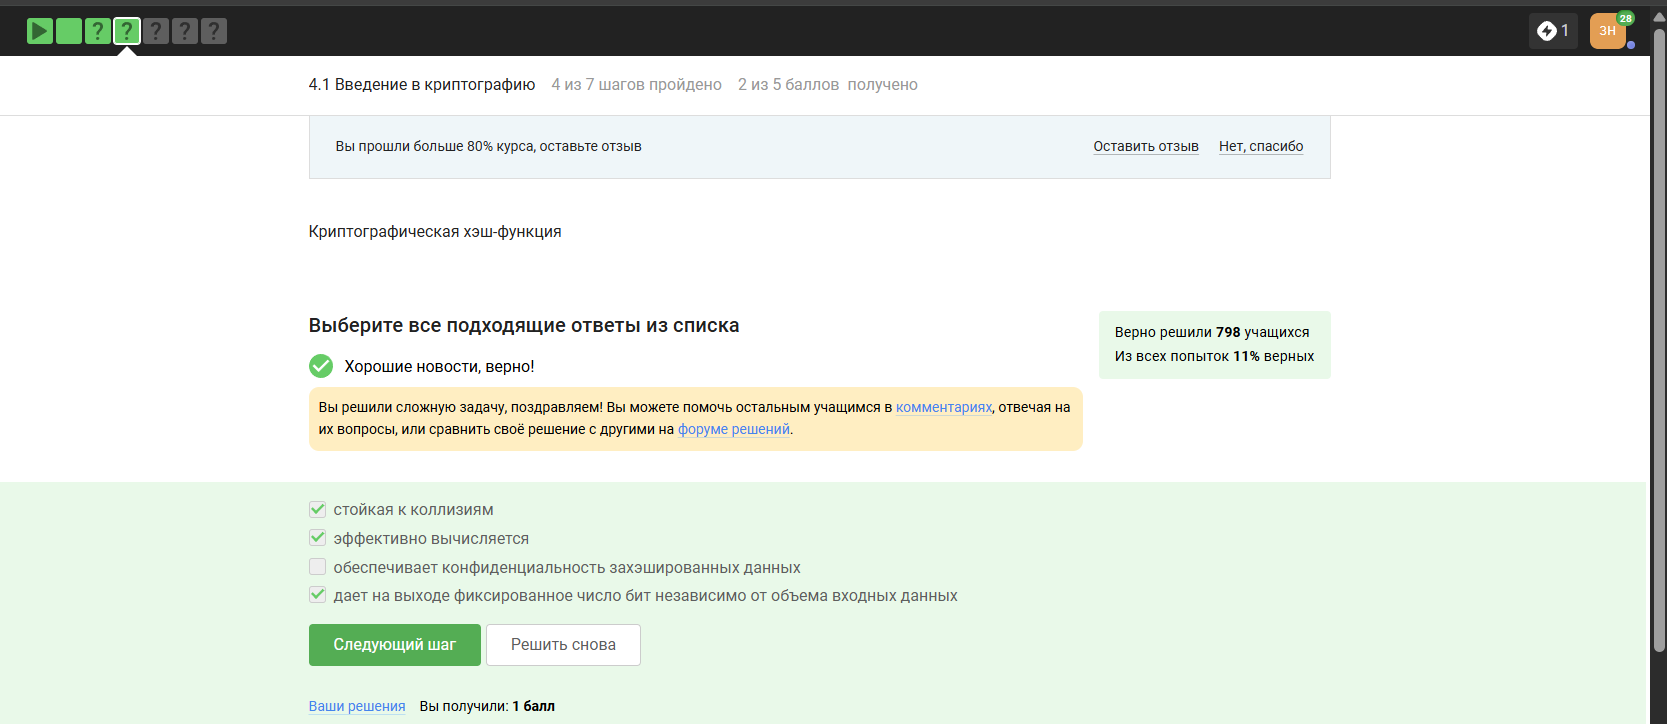 ? ? ? ? ? 1 ЗН 28
4.1 Введение в криптографию 4 из 7 шагов пройдено 2 из 5 баллов получено
Вы прошли больше 80% курса, оставьте отзыв Оставить отзыв Нет, спасибо
Криптографическая хэш-функция
Выберите все подходящие ответы из списка
Верно решили 798 учащихся
Из всех попыток 11% верных
Хорошие новости, верно!
Вы решили сложную задачу, поздравляем! Вы можете помочь остальным учащимся в комментариях, отвечая на
их вопросы, или сравнить своё решение с другими на форуме решений.
стойкая к коллизиям
эффективно вычисляется
обеспечивает конфиденциальность захэшированных данных
дает на выходе фиксированное число бит независимо от объема входных данных
Следующий шаг Решить снова
Ваши решения Вы получили: 1 балл